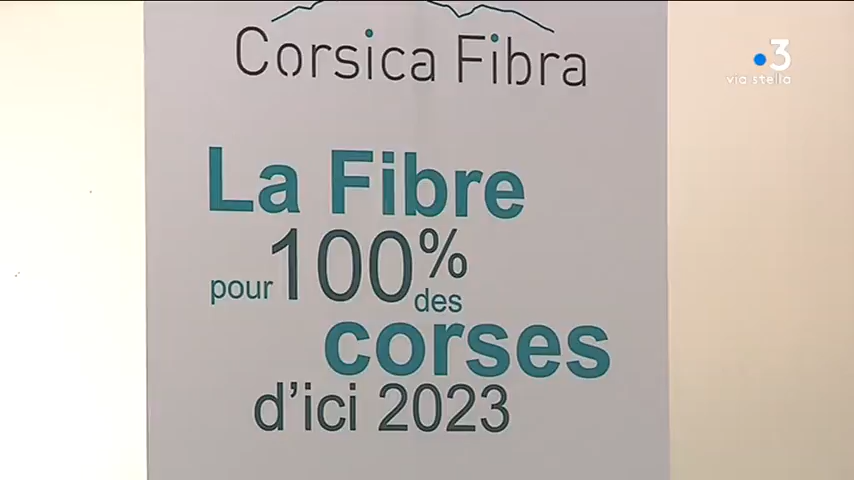 Corsica Fibra
3
via stella
La Fibre
pour 100% des
corses
d'ici 2023